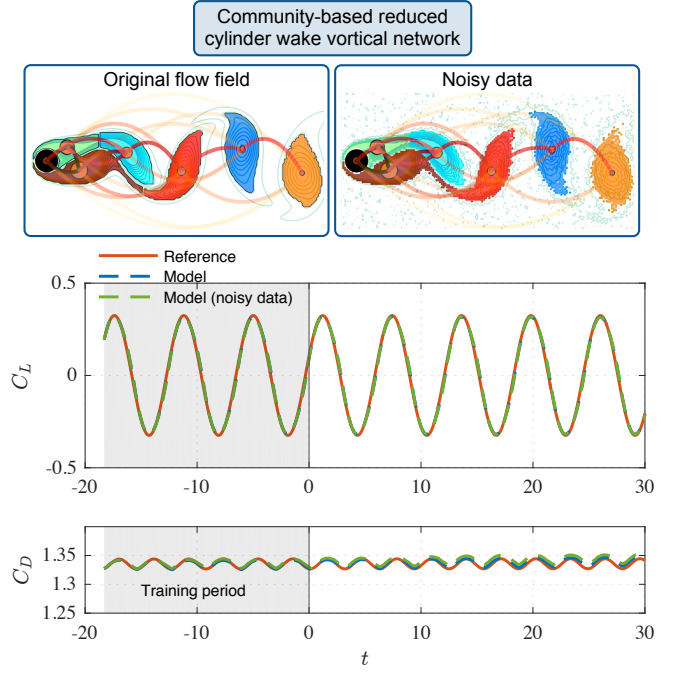 Community-based reduced
cylinder wake vortical network
Original flow field
Noisy data
Reference
Model
Model (noisy data)
0.5
0
-0.5
C_L
-20
-10
0
10
20
30
1.35
1.3
1.25
C_D
Training period
-20
-10
0
10
20
30
t